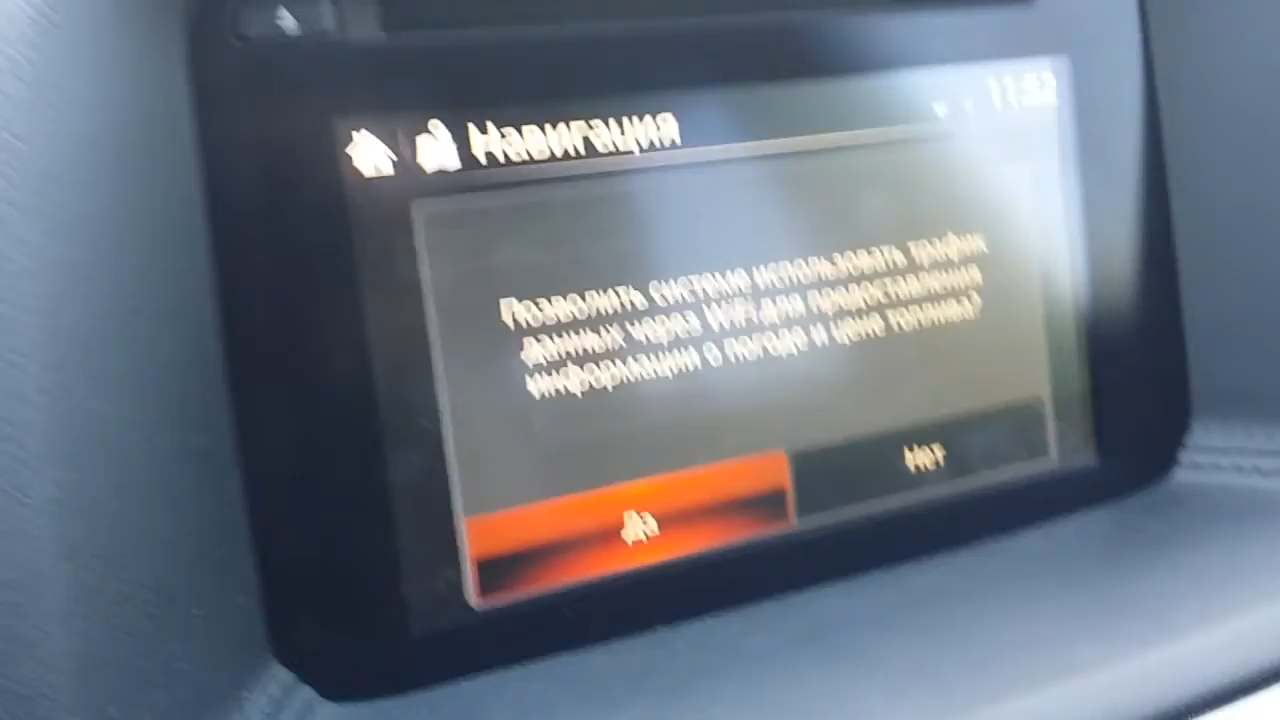 11:52
Навигация
Позволить системе использовать трафик
данных через WiFi для предоставления
информации о погоде и цене топлива?
Да
Нет